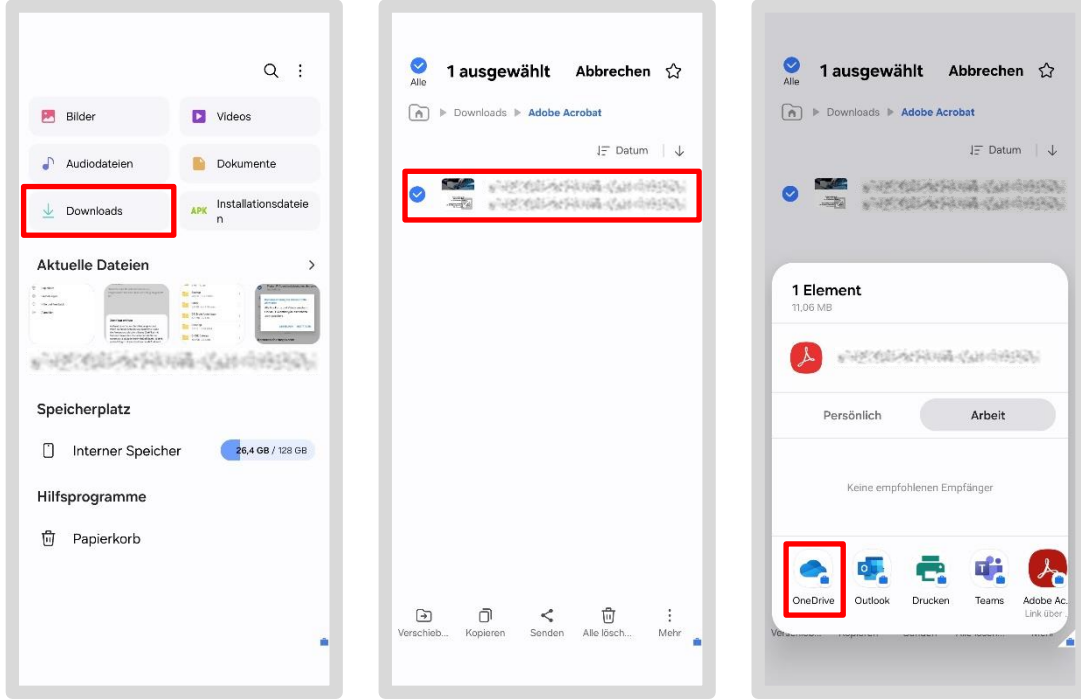 Bilder
Videos
Audiodateien
Dokumente
Downloads
APK
Installationsdateie
n
Aktuelle Dateien
Speicherplatz
Interner Speicher
26,4 GB / 128 GB
Hilfsprogramme
Papierkorb
Alle
1 ausgewählt
Abbrechen
Downloads
Adobe Acrobat
Datum
Verschieb...
Kopieren
Senden
Alle lösch...
Mehr
Alle
1 ausgewählt
Abbrechen
Downloads
Adobe Acrobat
Datum
1 Element
11,06 MB
Persönlich
Arbeit
Keine empfohlenen Empfänger
OneDrive
Outlook
Drucken
Teams
Adobe Ac.
Link über ..